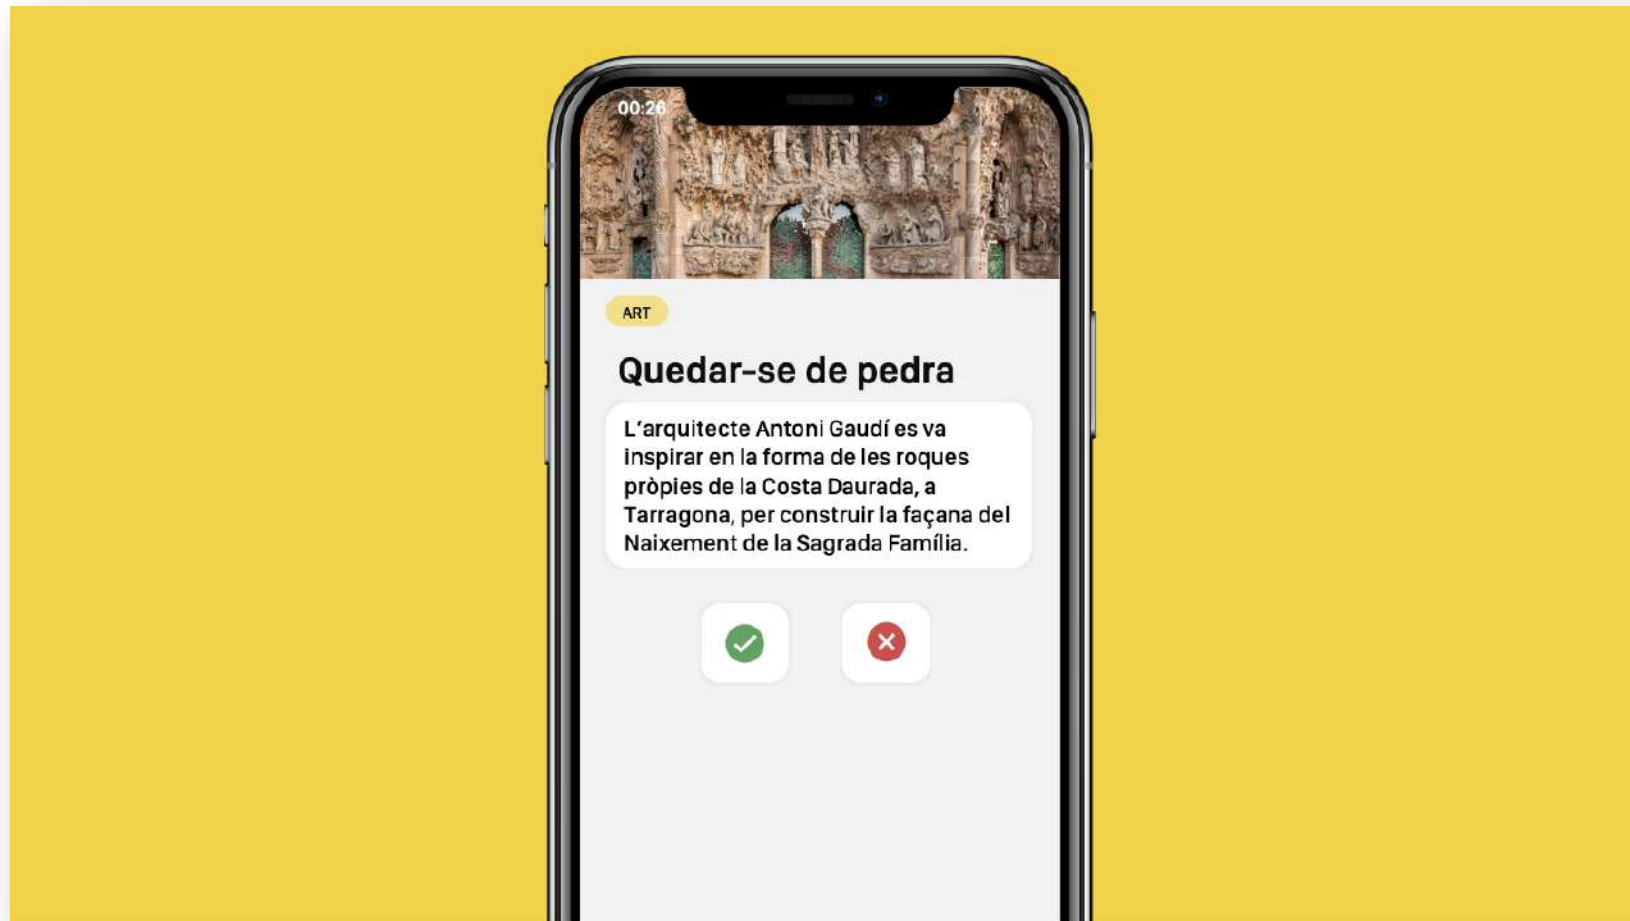 00:26
ART
Quedar-se de pedra
L'arquitecte Antoni Gaudí es va
inspirar en la forma de les roques
pròpies de la Costa Daurada, a
Tarragona, per construir la façana del
Naixement de la Sagrada Família.